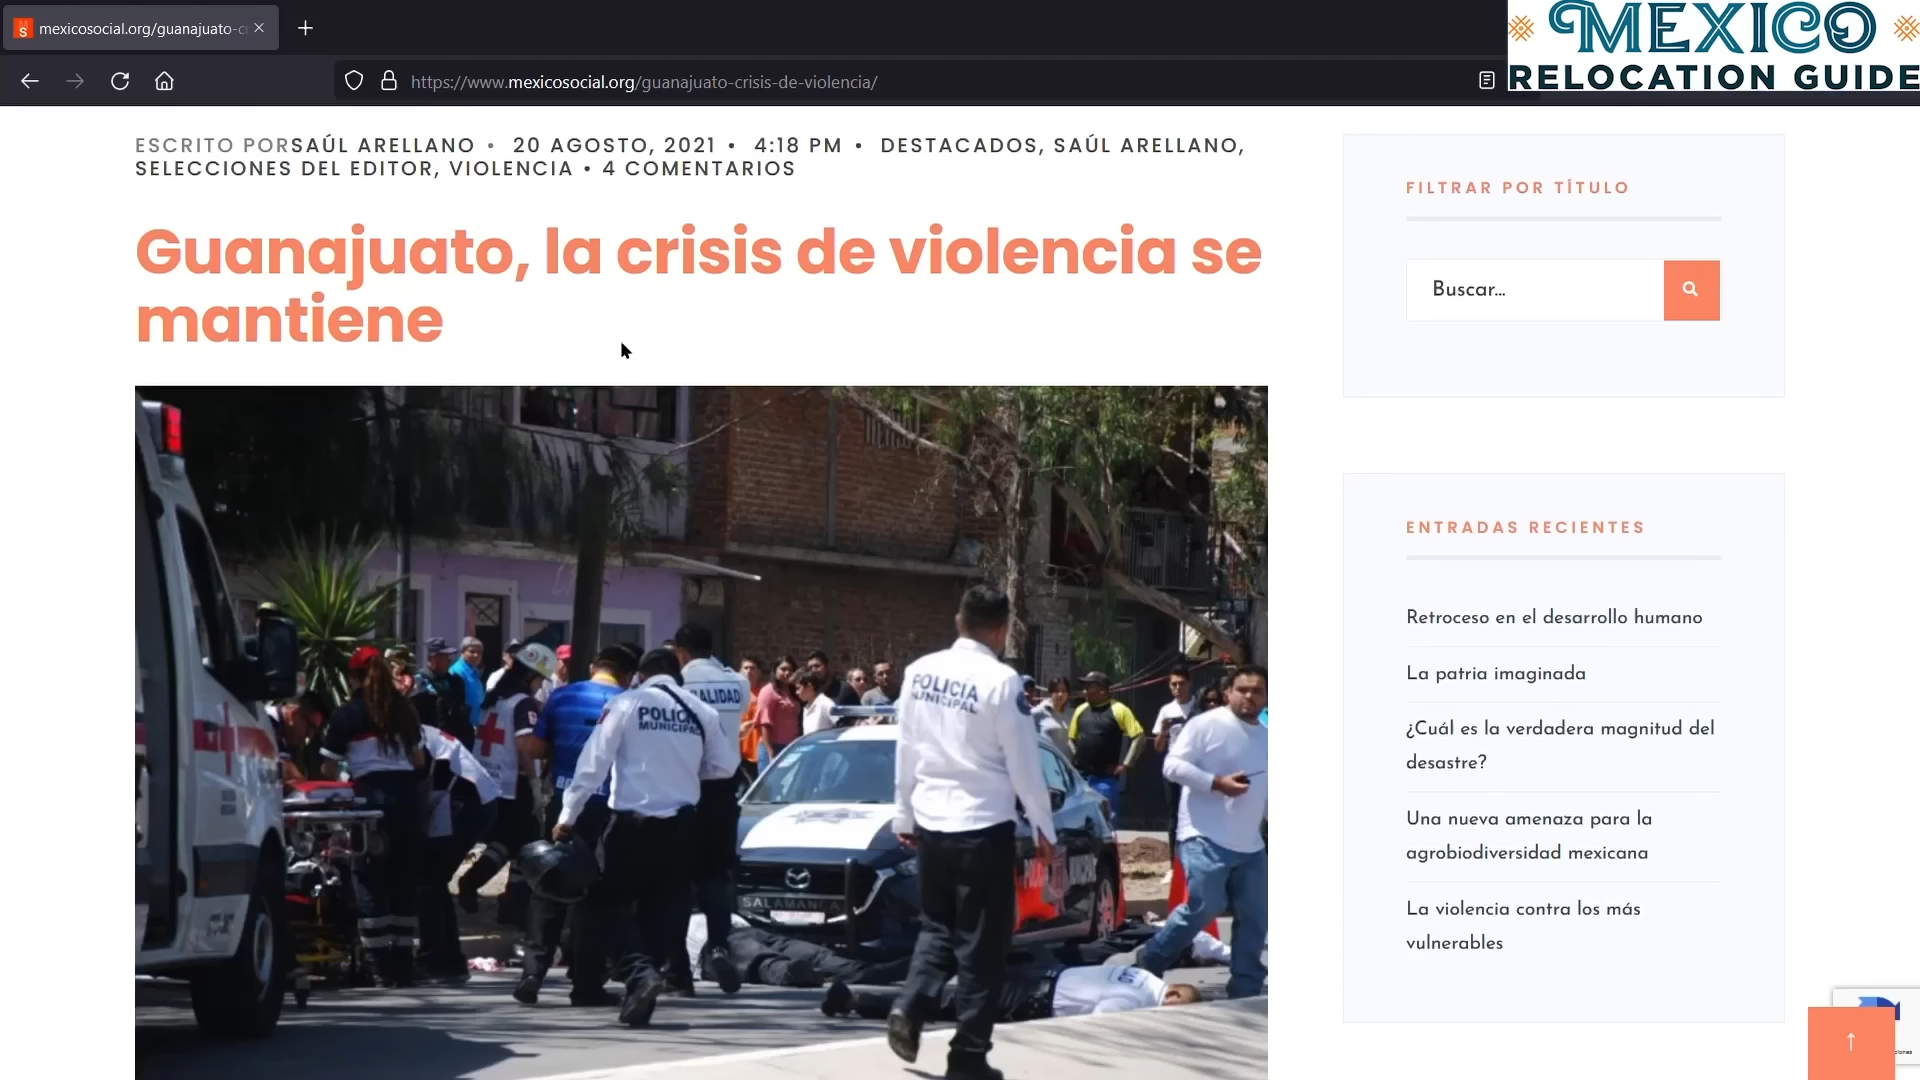 mexicosocial.org/guanajuato-c
MEXICO
RELOCATION GUIDE
https://www.mexicosocial.org/guanajuato-crisis-de-violencia/
ESCRITO PORSAÚL ARELLANO • 20 AGOSTO, 2021 • 4:18 PM • DESTACADOS, SAÚL ARELLANO,
SELECCIONES DEL EDITOR, VIOLENCIA • 4 COMENTARIOS
Guanajuato, la crisis de violencia se
mantiene
FILTRAR POR TÍTULO
Buscar...
ENTRADAS RECIENTES
Retroceso en el desarrollo humano
La patria imaginada
¿Cuál es la verdadera magnitud del
desastre?
Una nueva amenaza para la
agrobiodiversidad mexicana
La violencia contra los más
vulnerables
POLICÍA
MUNICIPAL
POLICÍA
MUNICIPAL
SALAMANCA